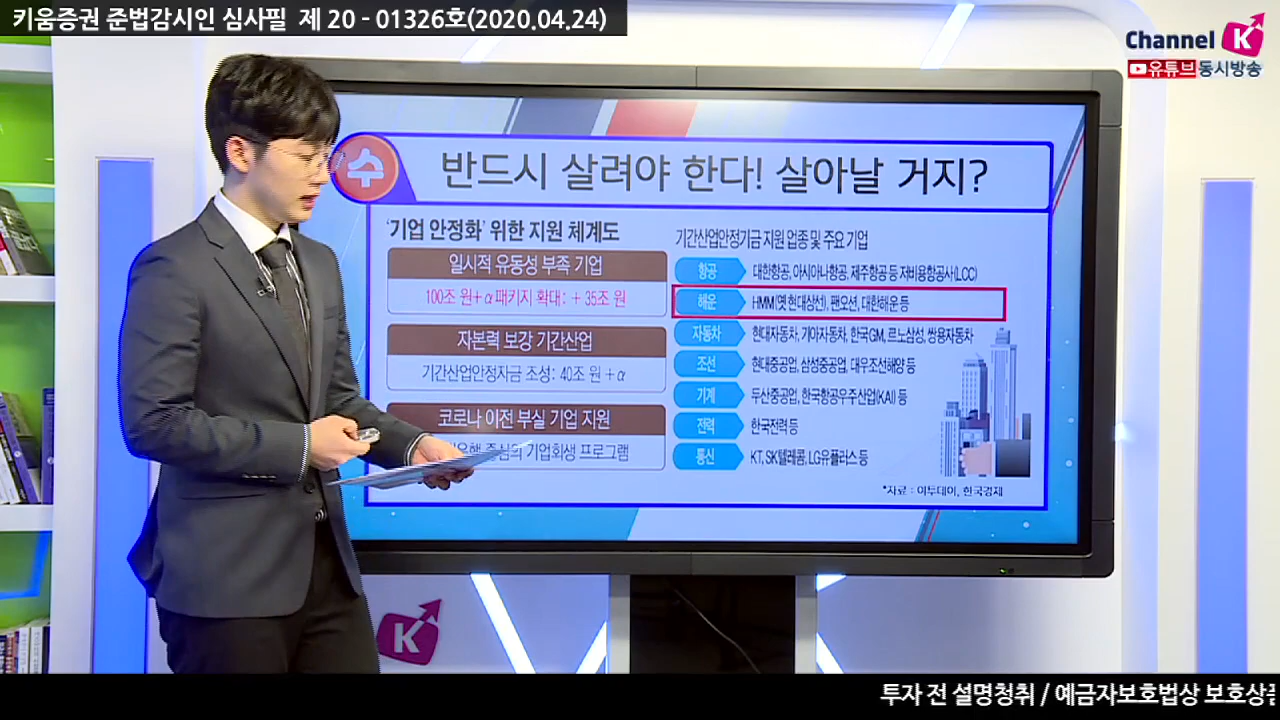 키움증권 준법감시인 심사필 제 20 - 01326호(2020.04.24)
Channel K
유튜브 동시방송
수
반드시 살려야 한다! 살아날 거지?
'기업 안정화' 위한 지원 체계도
일시적 유동성 부족 기업
100조 원+α 패키지 확대: + 35조 원
자본력 보강 기간산업
기간산업안정자금 조성: 40조 원 +α
코로나 이전 부실 기업 지원
중심의 기업회생 프로그램
기간산업안정기금 지원 업종 및 주요 기업
항공 대한항공, 아시아나항공, 제주항공 등 저비용항공사(LCC)
해운 HMM(옛 현대상선), 팬오션, 대한해운 등
자동차 현대자동차, 기아자동차, 한국GM, 르노삼성, 쌍용자동차
조선 현대중공업, 삼성중공업, 대우조선해양 등
기계 두산중공업, 한국항공우주산업(KAI) 등
전력 한국전력 등
통신 KT, SK텔레콤, LG유플러스 등
*자료 : 이투데이, 한국경제
K
투자 전 설명청취 / 예금자보호법상 보호상품